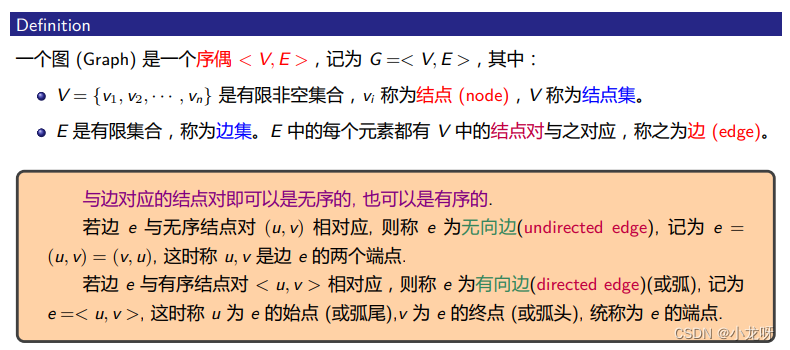 Definition
一个图 (Graph) 是一个序偶 < V, E >，记为 G =< V, E >，其中：
V = {v₁, v₂, ··· , vₙ} 是有限非空集合，vᵢ 称为结点 (node)，V 称为结点集。
E 是有限集合，称为边集。E 中的每个元素都有 V 中的结点对与之对应，称之为边 (edge)。
与边对应的结点对即可以是无序的, 也可以是有序的.
若边 e 与无序结点对 (u, v) 相对应, 则称 e 为无向边(undirected edge), 记为 e =
(u, v) = (v, u), 这时称 u, v 是边 e 的两个端点.
若边 e 与有序结点对 < u, v > 相对应，则称 e 为有向边(directed edge)(或弧), 记为
e =< u, v >, 这时称 u 为 e 的始点 (或弧尾),v 为 e 的终点 (或弧头), 统称为 e 的端点.
CSDN @小龙呀